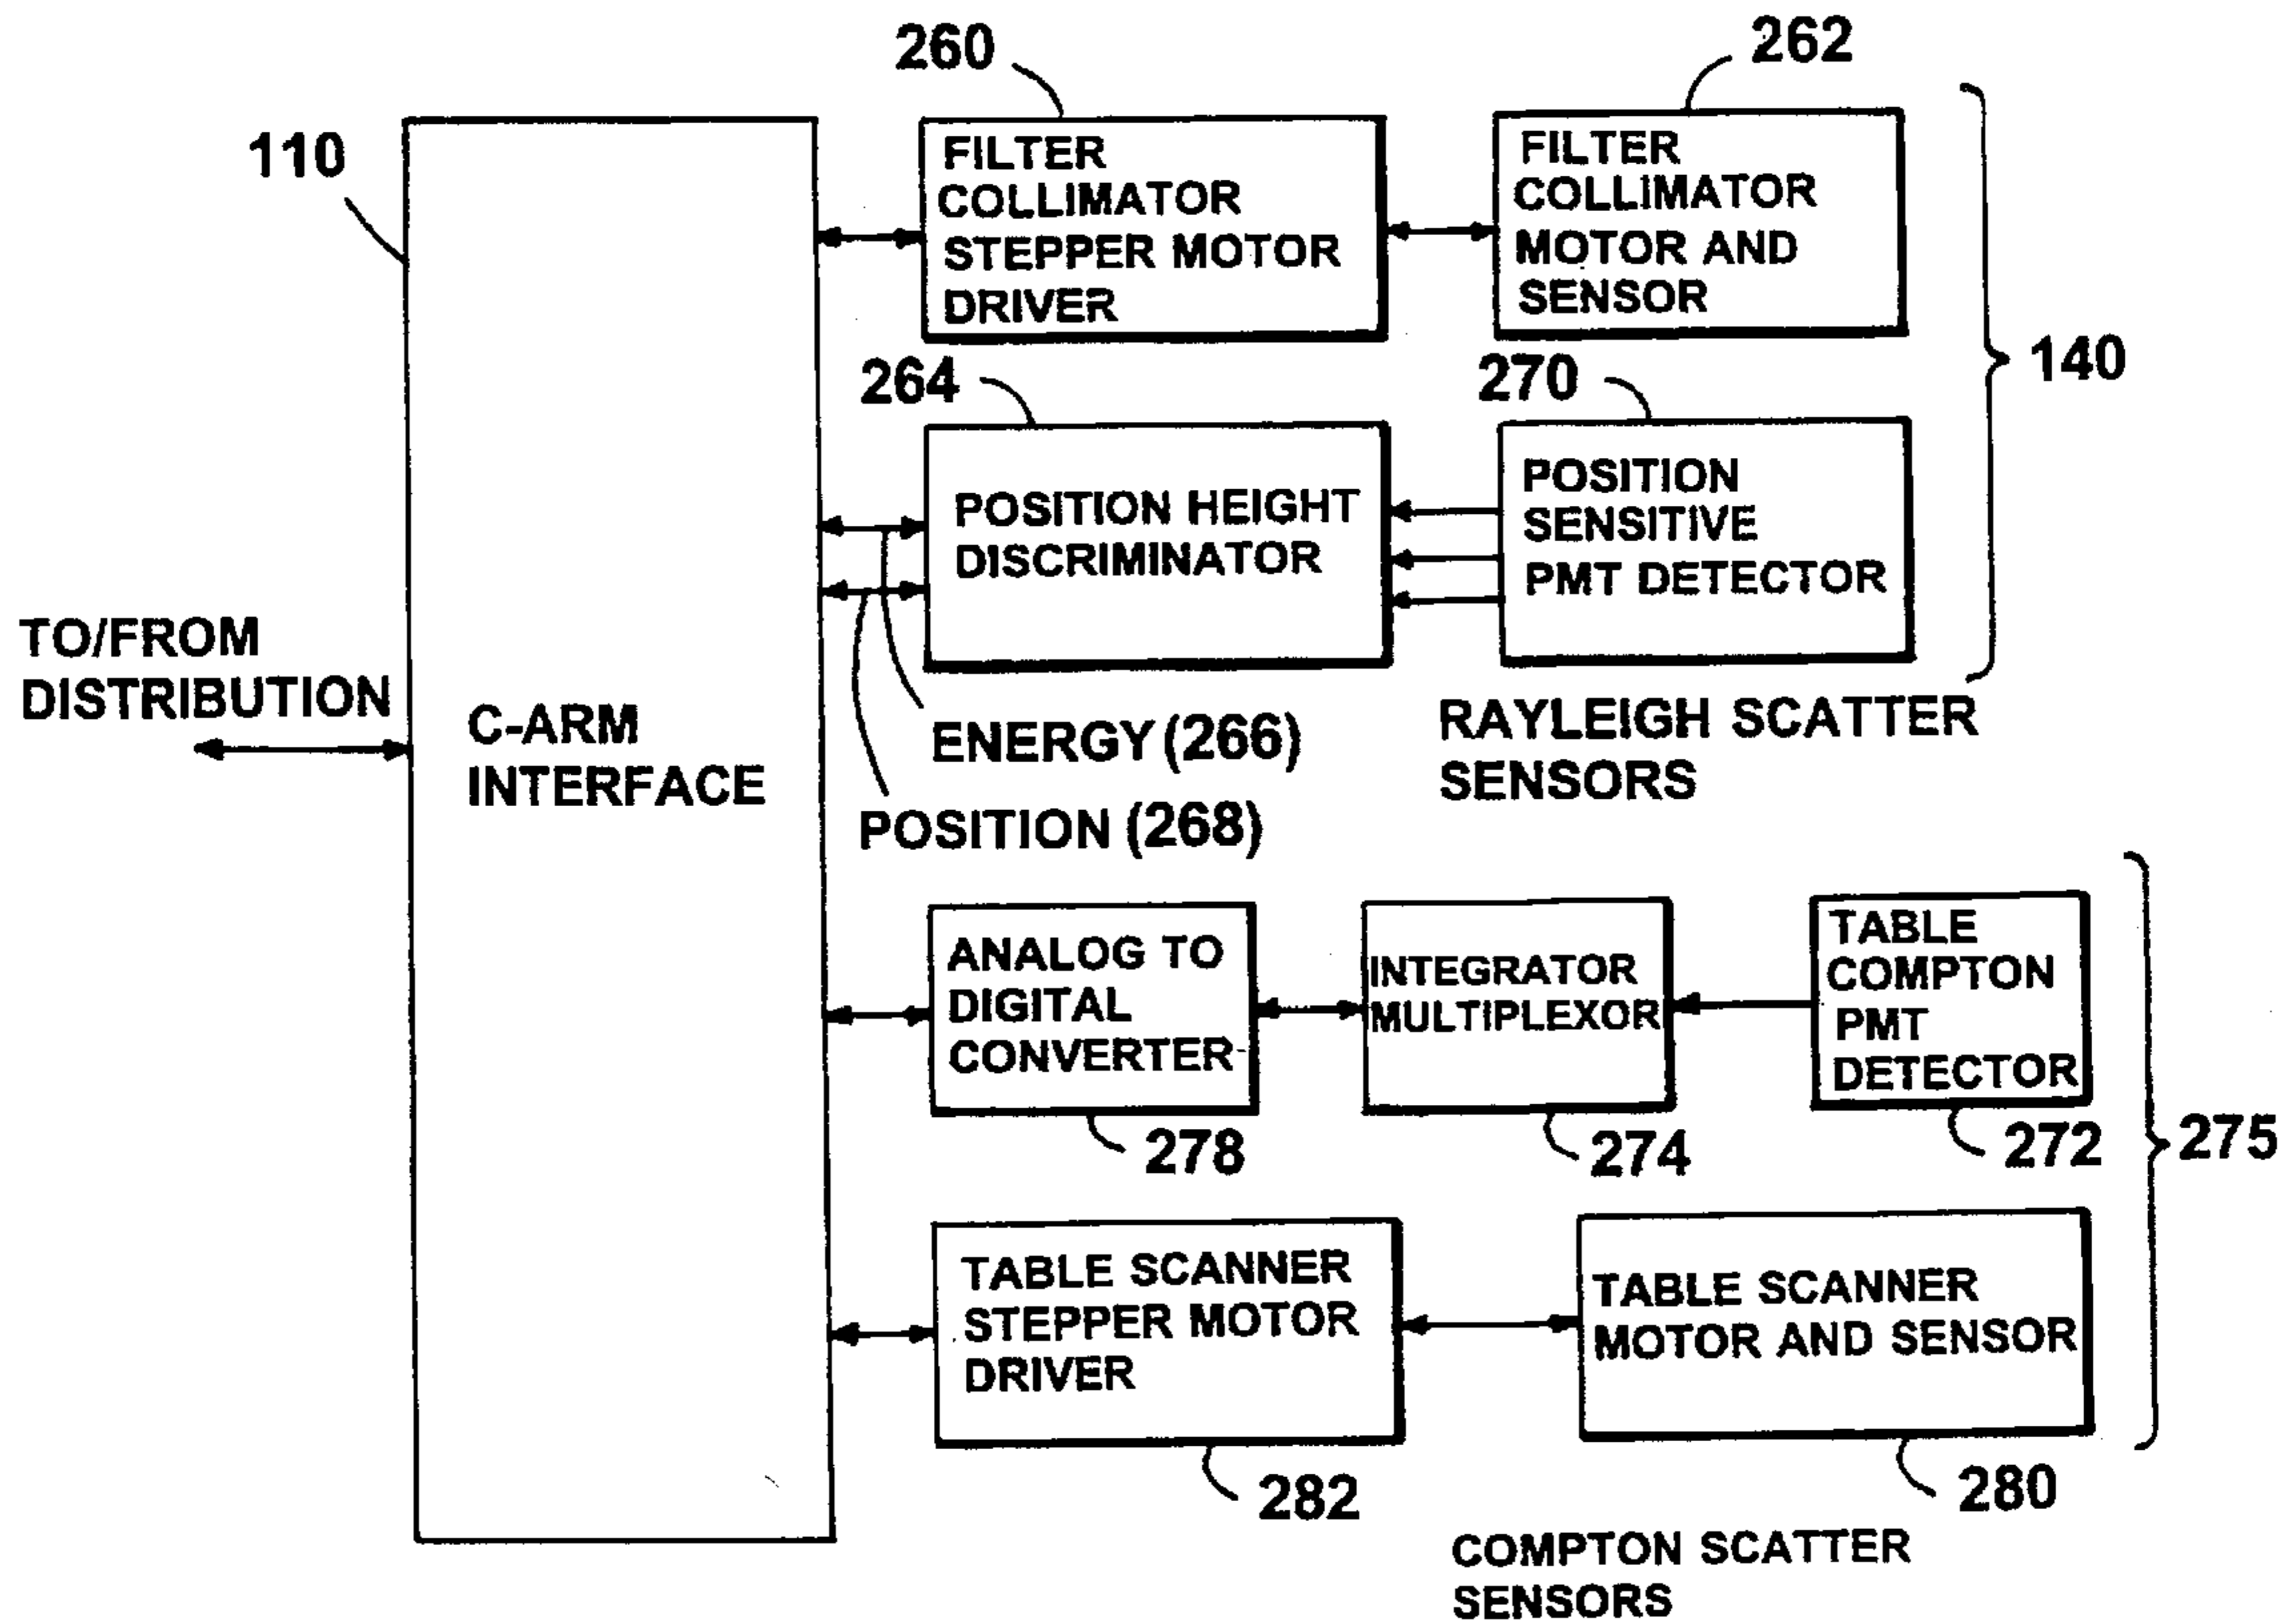 260
262
110
FILTER
COLLIMATOR
STEPPER MOTOR
DRIVER
FILTER
COLLIMATOR
MOTOR AND
SENSOR
140
264
270
POSITION HEIGHT
DISCRIMINATOR
POSITION
SENSITIVE
PMT DETECTOR
TO/FROM
DISTRIBUTION
C-ARM
INTERFACE
ENERGY (266)
POSITION (268)
RAYLEIGH SCATTER
SENSORS
ANALOG TO
DIGITAL
CONVERTER
INTEGRATOR
MULTIPLEXOR
TABLE
COMPTON
PMT
DETECTOR
278
274
272
275
TABLE SCANNER
STEPPER MOTOR
DRIVER
TABLE SCANNER
MOTOR AND SENSOR
282
280
COMPTON SCATTER
SENSORS